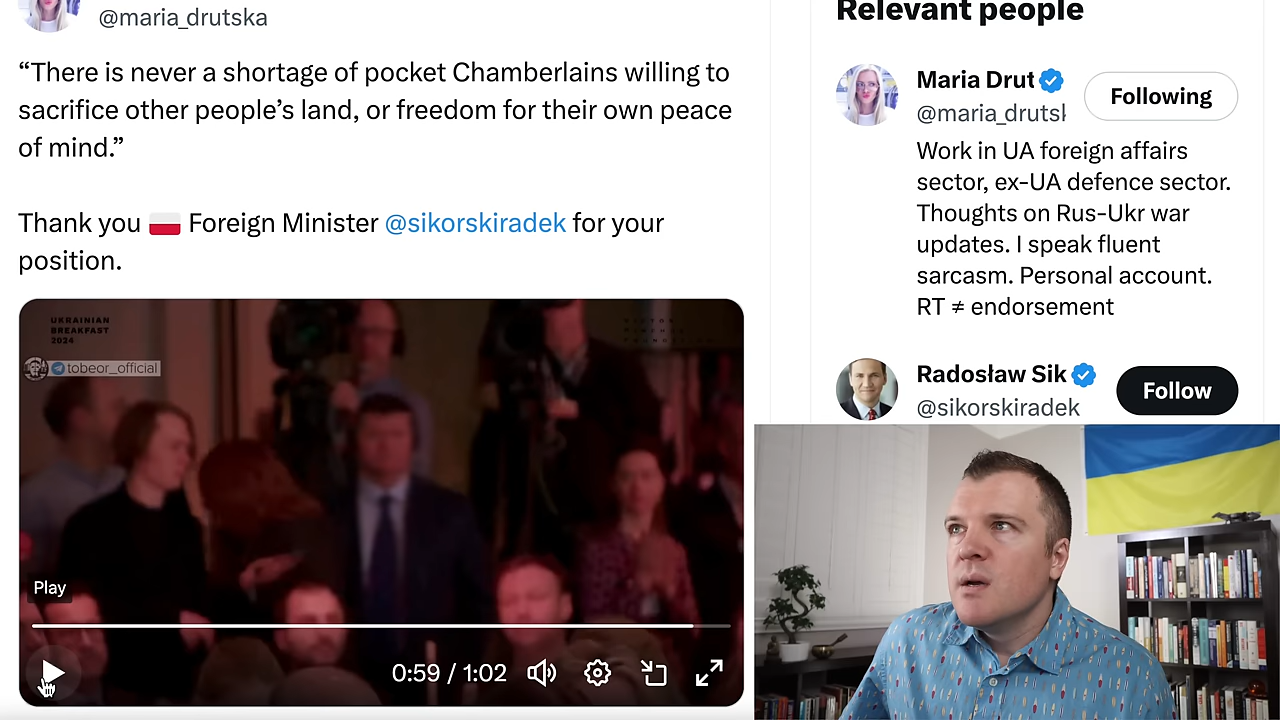 @maria_drutska
“There is never a shortage of pocket Chamberlains willing to
sacrifice other people’s land, or freedom for their own peace
of mind.”
Thank you Foreign Minister @sikorskiradek for your
position.
UKRAINIAN
BREAKFAST
2024
tobeor_official
Play
0:59 / 1:02
Relevant people
Maria Drut
@maria_drutsl
Following
Work in UA foreign affairs
sector, ex-UA defence sector.
Thoughts on Rus-Ukr war
updates. I speak fluent
sarcasm. Personal account.
RT ≠ endorsement
Radosław Sik
@sikorskiradek
Follow